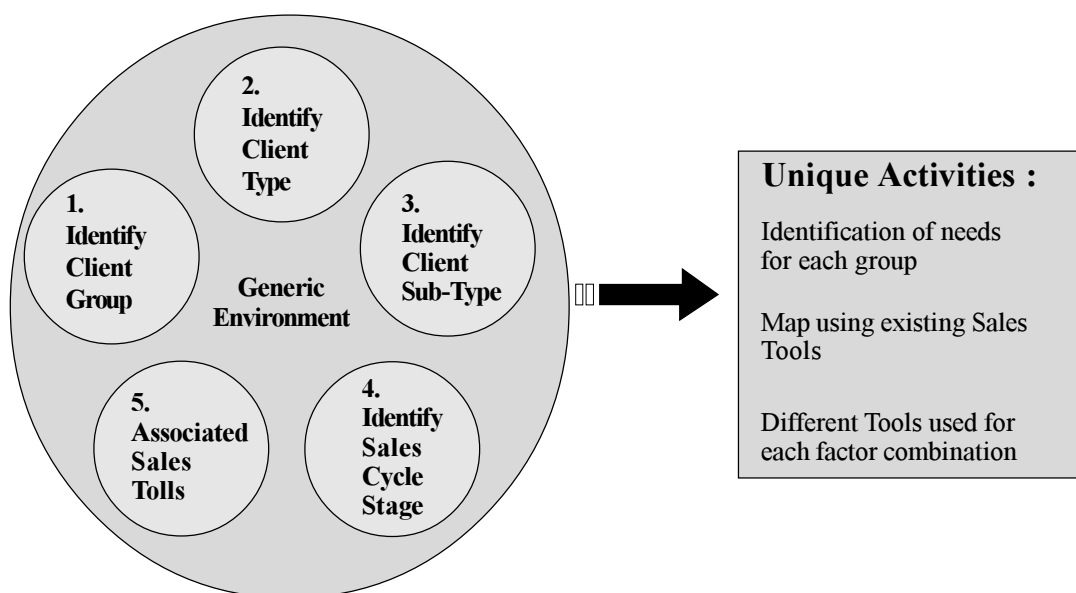 1.
Identify
Client
Group
2.
Identify
Client
Type
3.
Identify
Client
Sub-Type
4.
Identify
Sales
Cycle
Stage
5.
Associated
Sales
Tolls
Generic
Environment
Unique Activities :
Identification of needs
for each group
Map using existing Sales
Tools
Different Tools used for
each factor combination